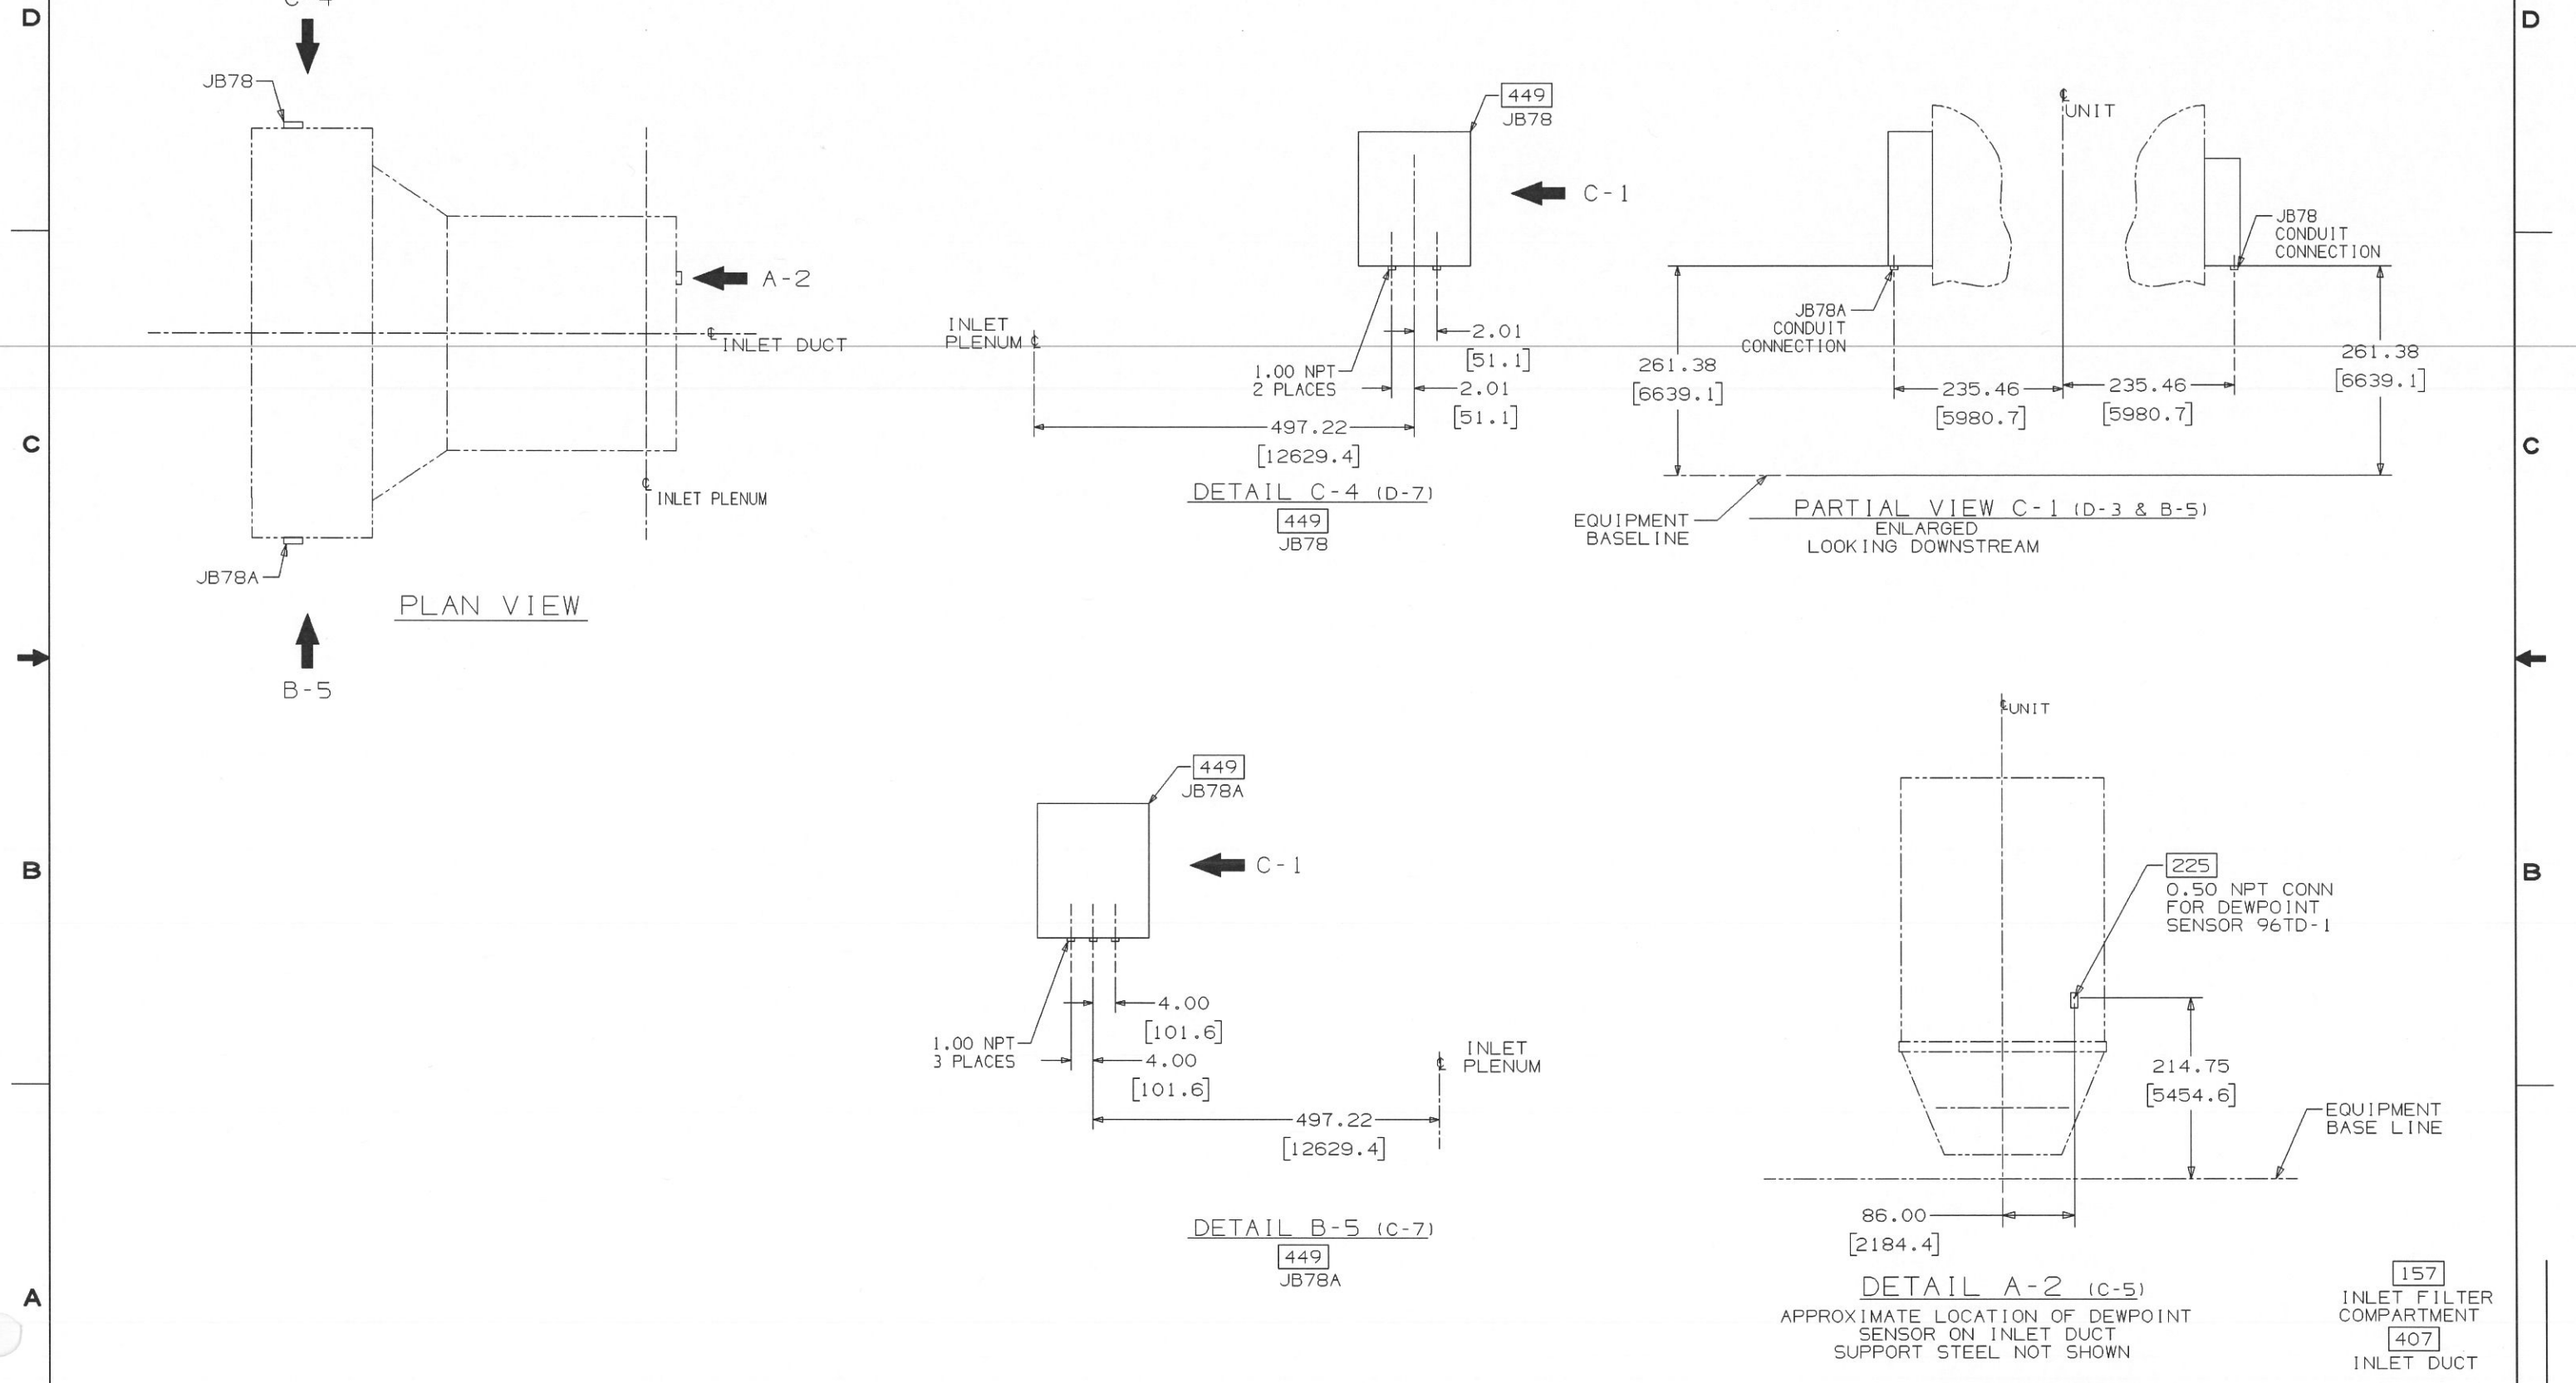 D
D
JB78
A-2
℄ INLET DUCT
℄ INLET PLENUM
JB78A
PLAN VIEW
B-5
449
JB78
C-1
INLET
PLENUM ℄
1.00 NPT
2 PLACES
2.01
[51.1]
2.01
[51.1]
497.22
[12629.4]
DETAIL C-4 (D-7)
449
JB78
℄ UNIT
JB78
CONDUIT
CONNECTION
JB78A
CONDUIT
CONNECTION
261.38
[6639.1]
235.46
[5980.7]
235.46
[5980.7]
261.38
[6639.1]
EQUIPMENT
BASELINE
PARTIAL VIEW C-1 (D-3 & B-5)
ENLARGED
LOOKING DOWNSTREAM
C
C
449
JB78A
C-1
1.00 NPT
3 PLACES
4.00
[101.6]
4.00
[101.6]
℄ INLET
PLENUM
497.22
[12629.4]
DETAIL B-5 (C-7)
449
JB78A
℄ UNIT
225
0.50 NPT CONN
FOR DEWPOINT
SENSOR 96TD-1
214.75
[5454.6]
EQUIPMENT
BASE LINE
86.00
[2184.4]
DETAIL A-2 (C-5)
APPROXIMATE LOCATION OF DEWPOINT
SENSOR ON INLET DUCT
SUPPORT STEEL NOT SHOWN
B
B
157
INLET FILTER
COMPARTMENT
407
INLET DUCT
A